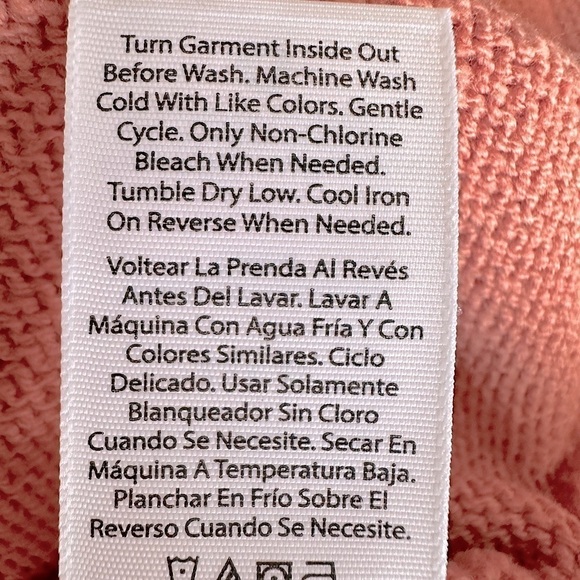 Turn Garment Inside Out
Before Wash. Machine Wash
Cold With Like Colors. Gentle
Cycle. Only Non-Chlorine
Bleach When Needed.
Tumble Dry Low. Cool Iron
On Reverse When Needed.
Voltear La Prenda Al Revés
Antes Del Lavar. Lavar A
Máquina Con Agua Fría Y Con
Colores Similares. Ciclo
Delicado. Usar Solamente
Blanqueador Sin Cloro
Cuando Se Necesite. Secar En
Máquina A Temperatura Baja.
Planchar En Frío Sobre El
Reverso Cuando Se Necesite.